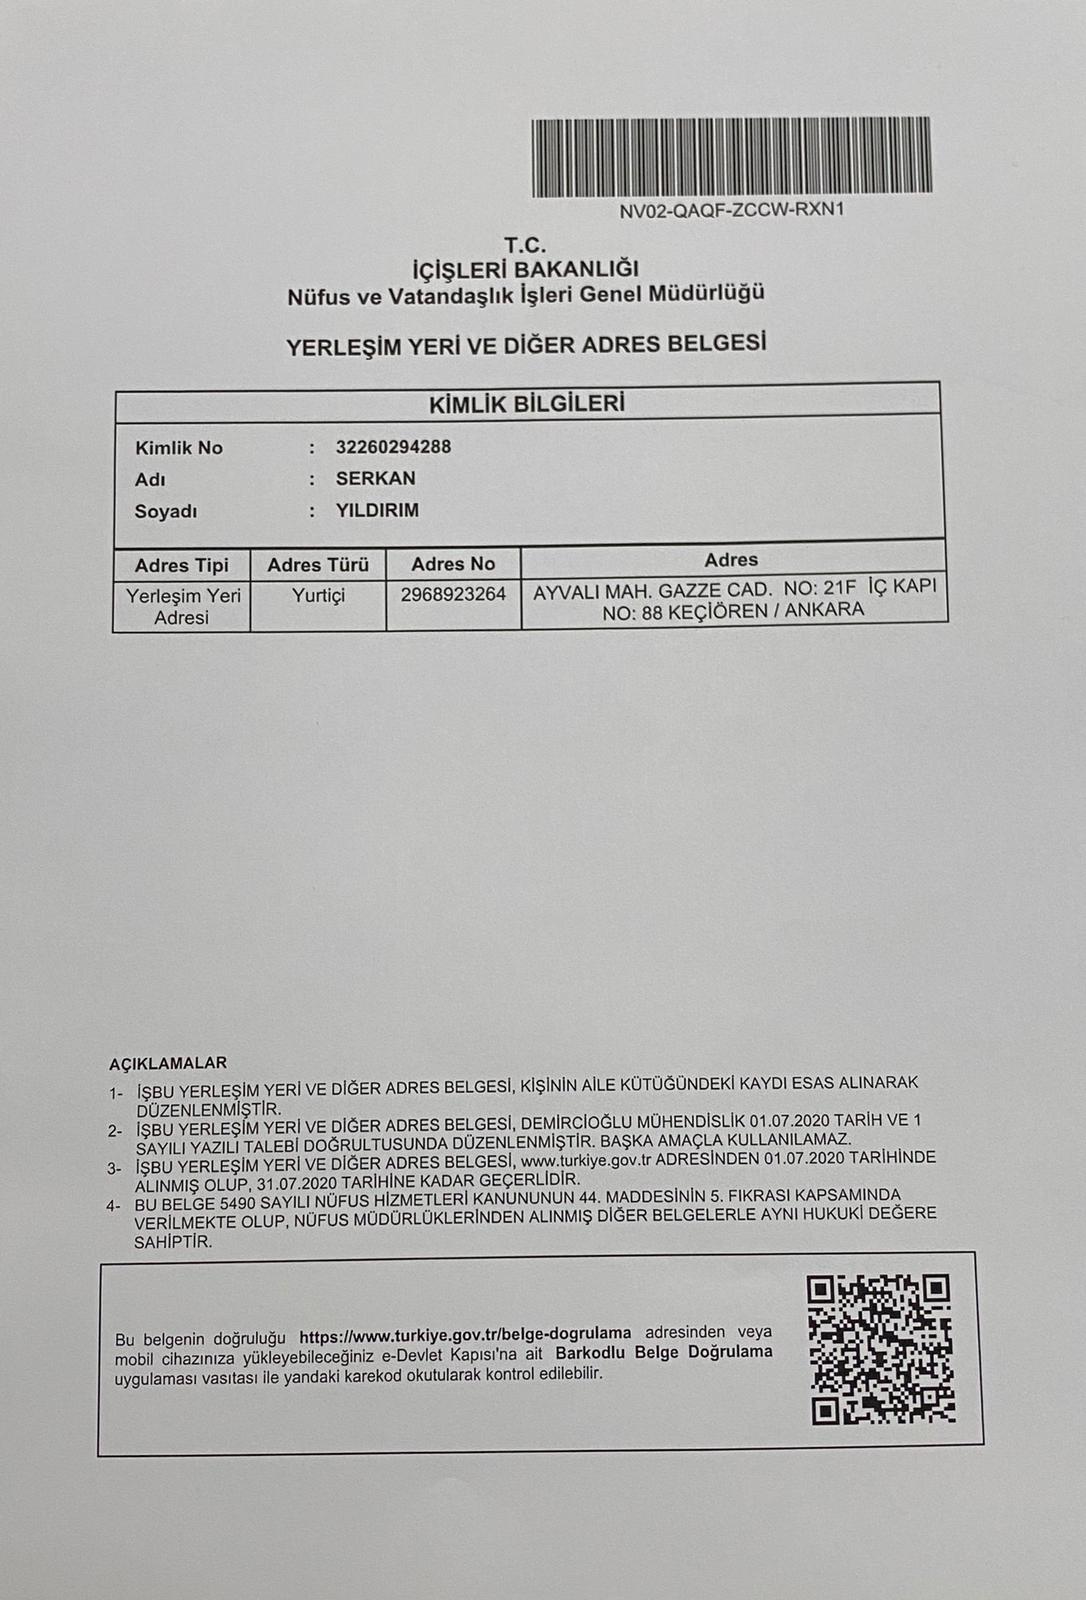 NV02-QAQF-ZCCW-RXN1
T.C.
İÇİŞLERİ BAKANLIĞI
Nüfus ve Vatandaşlık İşleri Genel Müdürlüğü
YERLEŞİM YERİ VE DİĞER ADRES BELGESİ
KİMLİK BİLGİLERİ
Kimlik No : 32260294288
Adı : SERKAN
Soyadı : YILDIRIM
Adres Tipi Adres Türü Adres No Adres
Yerleşim Yeri Yurtiçi 2968923264 AYVALI MAH. GAZZE CAD. NO: 21F İÇ KAPI
Adresi NO: 88 KEÇİÖREN / ANKARA
AÇIKLAMALAR
1- İŞBU YERLEŞİM YERİ VE DİĞER ADRES BELGESİ, KİŞİNİN AİLE KÜTÜĞÜNDEKİ KAYDI ESAS ALINARAK
DÜZENLENMİŞTİR.
2- İŞBU YERLEŞİM YERİ VE DİĞER ADRES BELGESİ, DEMİRCİOĞLU MÜHENDİSLİK 01.07.2020 TARİH VE 1
SAYILI YAZILI TALEBİ DOĞRULTUSUNDA DÜZENLENMİŞTİR. BAŞKA AMAÇLA KULLANILAMAZ.
3- İŞBU YERLEŞİM YERİ VE DİĞER ADRES BELGESİ, www.turkiye.gov.tr ADRESİNDEN 01.07.2020 TARİHİNDE
ALINMIŞ OLUP, 31.07.2020 TARİHİNE KADAR GEÇERLİDİR.
4- BU BELGE 5490 SAYILI NÜFUS HİZMETLERİ KANUNUNUN 44. MADDESİNİN 5. FIKRASI KAPSAMINDA
VERİLMEKTE OLUP, NÜFUS MÜDÜRLÜKLERİNDEN ALINMIŞ DİĞER BELGELERLE AYNI HUKUKİ DEĞERE
SAHİPTİR.
Bu belgenin doğruluğu https://www.turkiye.gov.tr/belge-dogrulama adresinden veya
mobil cihazınıza yükleyebileceğiniz e-Devlet Kapısı'na ait Barkodlu Belge Doğrulama
uygulaması vasıtası ile yandaki karekod okutularak kontrol edilebilir.